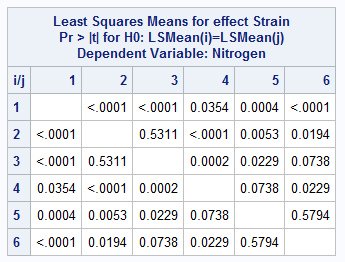 Least Squares Means for effect Strain
Pr > |t| for H0: LSMean(i)=LSMean(j)
Dependent Variable: Nitrogen
i/j 1 2 3 4 5 6
1 <.0001 <.0001 0.0354 0.0004 <.0001
2 <.0001 0.5311 <.0001 0.0053 0.0194
3 <.0001 0.5311 0.0002 0.0229 0.0738
4 0.0354 <.0001 0.0002 0.0738 0.0229
5 0.0004 0.0053 0.0229 0.0738 0.5794
6 <.0001 0.0194 0.0738 0.0229 0.5794